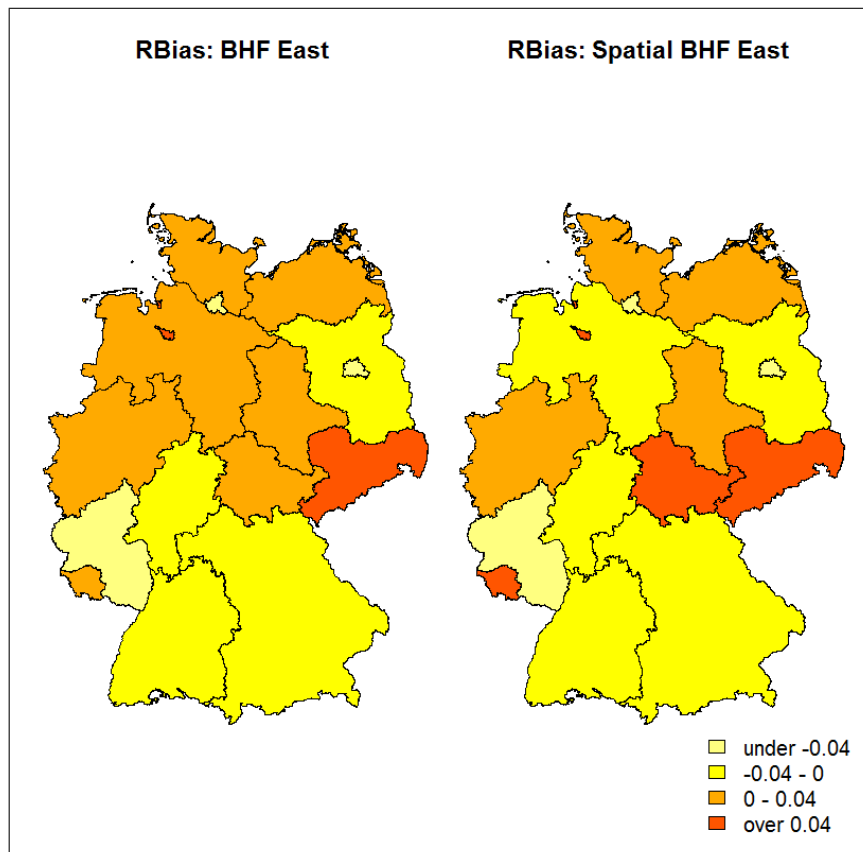 RBias: BHF East
RBias: Spatial BHF East
under -0.04
-0.04 - 0
0 - 0.04
over 0.04